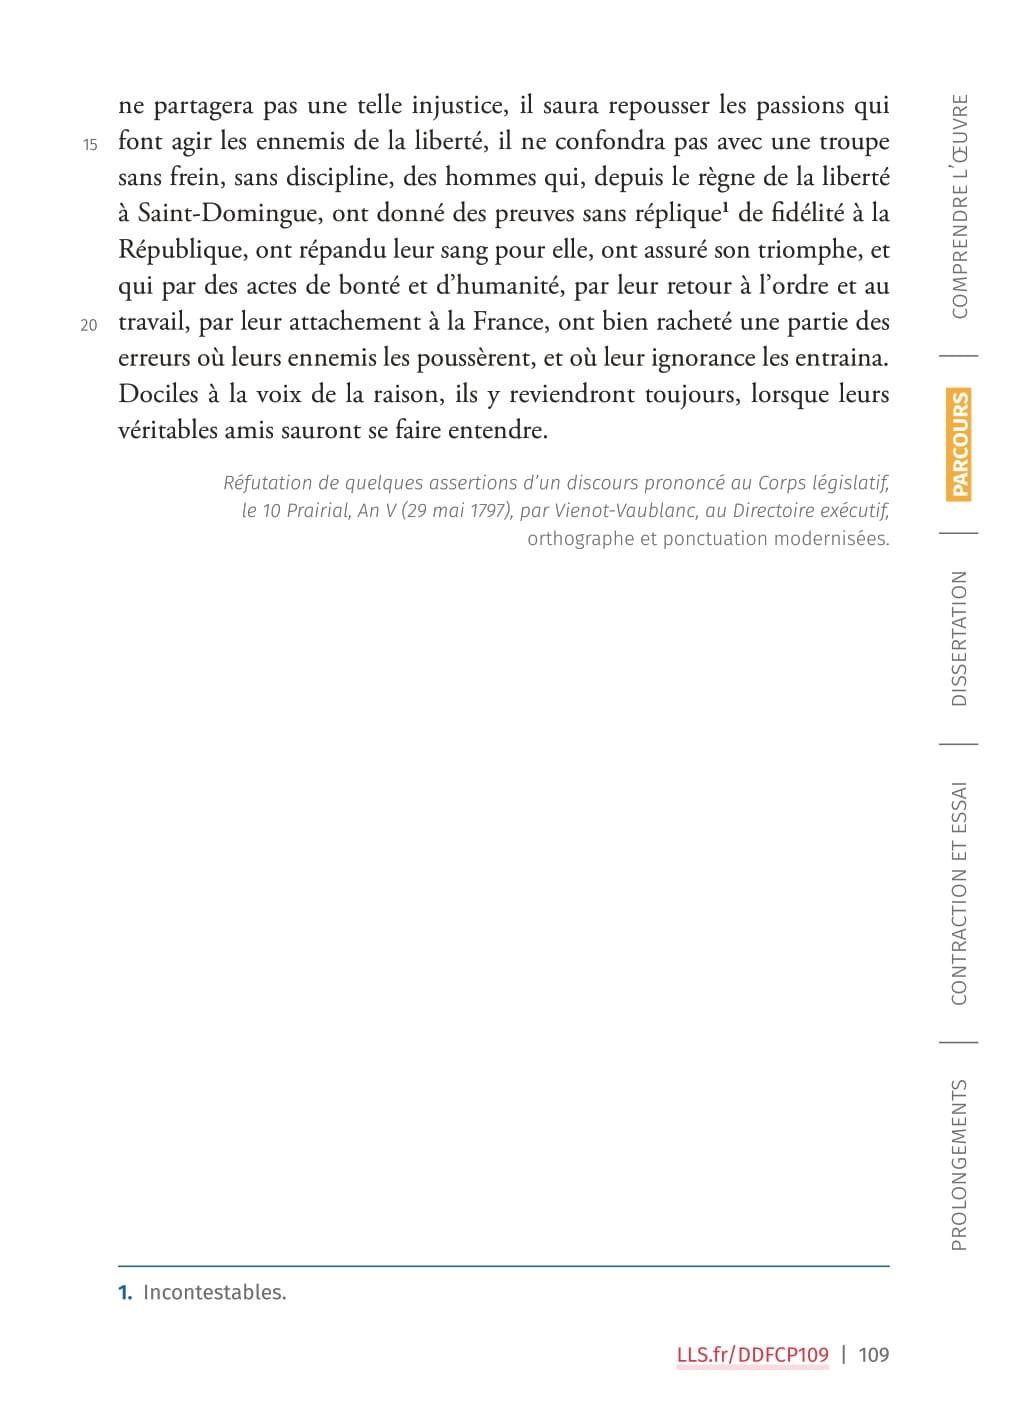 ne partagera pas une telle injustice, il saura repousser les passions qui
15 font agir les ennemis de la liberté, il ne confondra pas avec une troupe
sans frein, sans discipline, des hommes qui, depuis le règne de la liberté
à Saint-Domingue, ont donné des preuves sans réplique¹ de fidélité à la
République, ont répandu leur sang pour elle, ont assuré son triomphe, et
qui par des actes de bonté et d’humanité, par leur retour à l’ordre et au
20 travail, par leur attachement à la France, ont bien racheté une partie des
erreurs où leurs ennemis les poussèrent, et où leur ignorance les entraina.
Dociles à la voix de la raison, ils y reviendront toujours, lorsque leurs
véritables amis sauront se faire entendre.
Réfutation de quelques assertions d’un discours prononcé au Corps législatif,
le 10 Prairial, An V (29 mai 1797), par Vienot-Vaublanc, au Directoire exécutif,
orthographe et ponctuation modernisées.
1. Incontestables.
LLS.fr/DDFCP109 | 109
COMPRENDRE L’ŒUVRE
PARCOURS
DISSERTATION
CONTRACTION ET ESSAI
PROLONGEMENTS